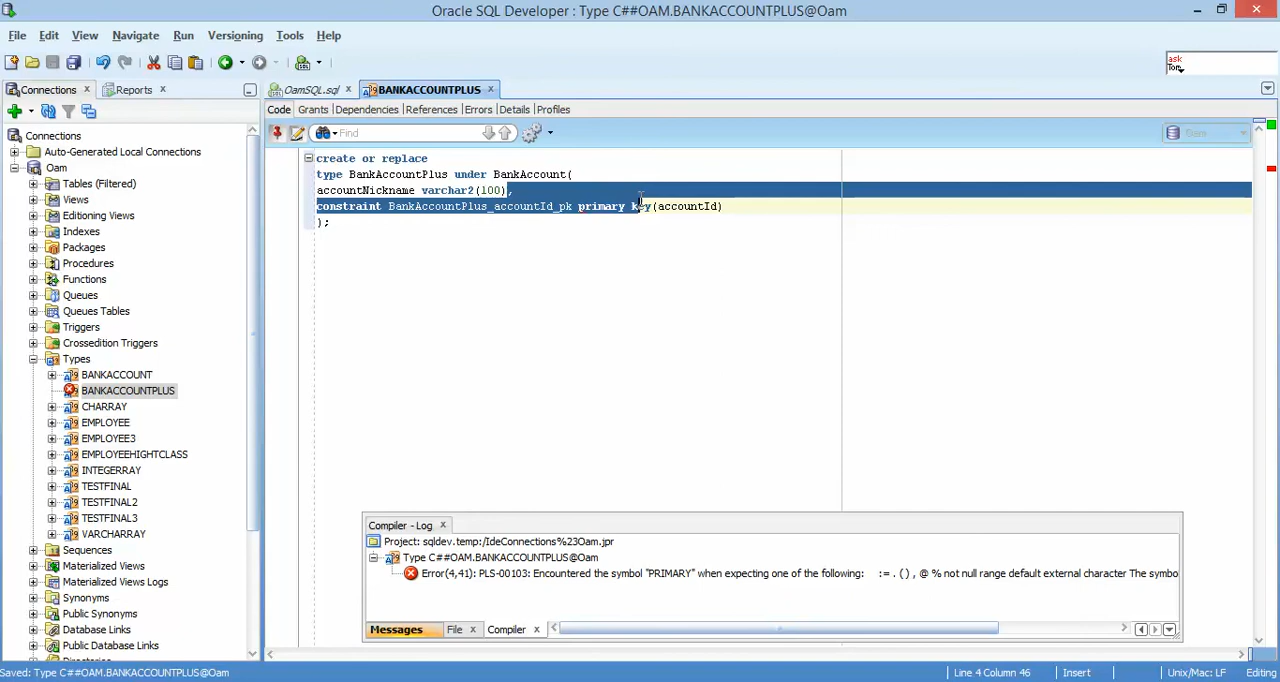 Oracle SQL Developer : Type C##OAM.BANKACCOUNTPLUS@Oam
File Edit View Navigate Run Versioning Tools Help
ask
Tom
Connections Reports
OamSQL.sql BANKACCOUNTPLUS
Code Grants Dependencies References Errors Details Profiles
Find Oam
Connections
Auto-Generated Local Connections
Oam
Tables (Filtered)
Views
Editioning Views
Indexes
Packages
Procedures
Functions
Queues
Queues Tables
Triggers
Crossedition Triggers
Types
BANKACCOUNT
BANKACCOUNTPLUS
CHARRAY
EMPLOYEE
EMPLOYEE3
EMPLOYEEHIGHTCLASS
INTEGERRAY
TESTFINAL
TESTFINAL2
TESTFINAL3
VARCHARRAY
Sequences
Materialized Views
Materialized Views Logs
Synonyms
Public Synonyms
Database Links
Public Database Links
create or replace
type BankAccountPlus under BankAccount(
accountNickname varchar2(100),
constraint BankAccountPlus_accountId_pk primary key(accountId)
);
Compiler - Log
Project: sqldev.temp:/IdeConnections%23Oam.jpr
Type C##OAM.BANKACCOUNTPLUS@Oam
Error(4,41): PLS-00103: Encountered the symbol "PRIMARY" when expecting one of the following: := . ( ) , @ % not null range default external character The symbo
Messages File Compiler
Saved: Type C##OAM.BANKACCOUNTPLUS@Oam
Line 4 Column 46 Insert Unix/Mac: LF Editing